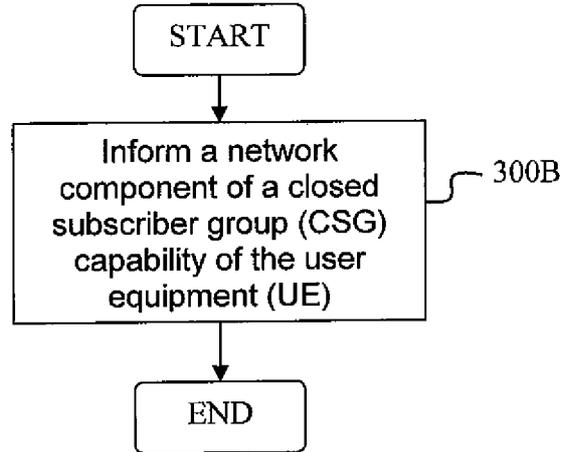 START
Inform a network
component of a closed
subscriber group (CSG)
capability of the user
equipment (UE)
300B
END